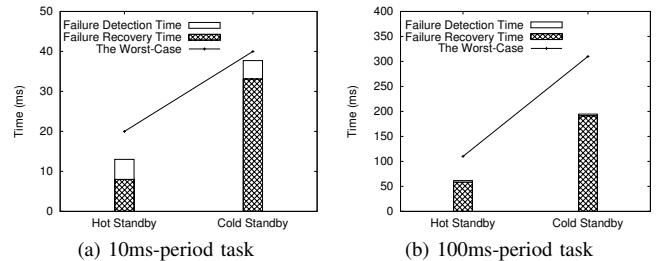 Failure Detection Time
Failure Recovery Time
The Worst-Case
Time (ms)
50
40
30
20
10
0
Hot Standby Cold Standby
(a) 10ms-period task
Failure Detection Time
Failure Recovery Time
The Worst-Case
Time (ms)
400
350
300
250
200
150
100
50
0
Hot Standby Cold Standby
(b) 100ms-period task